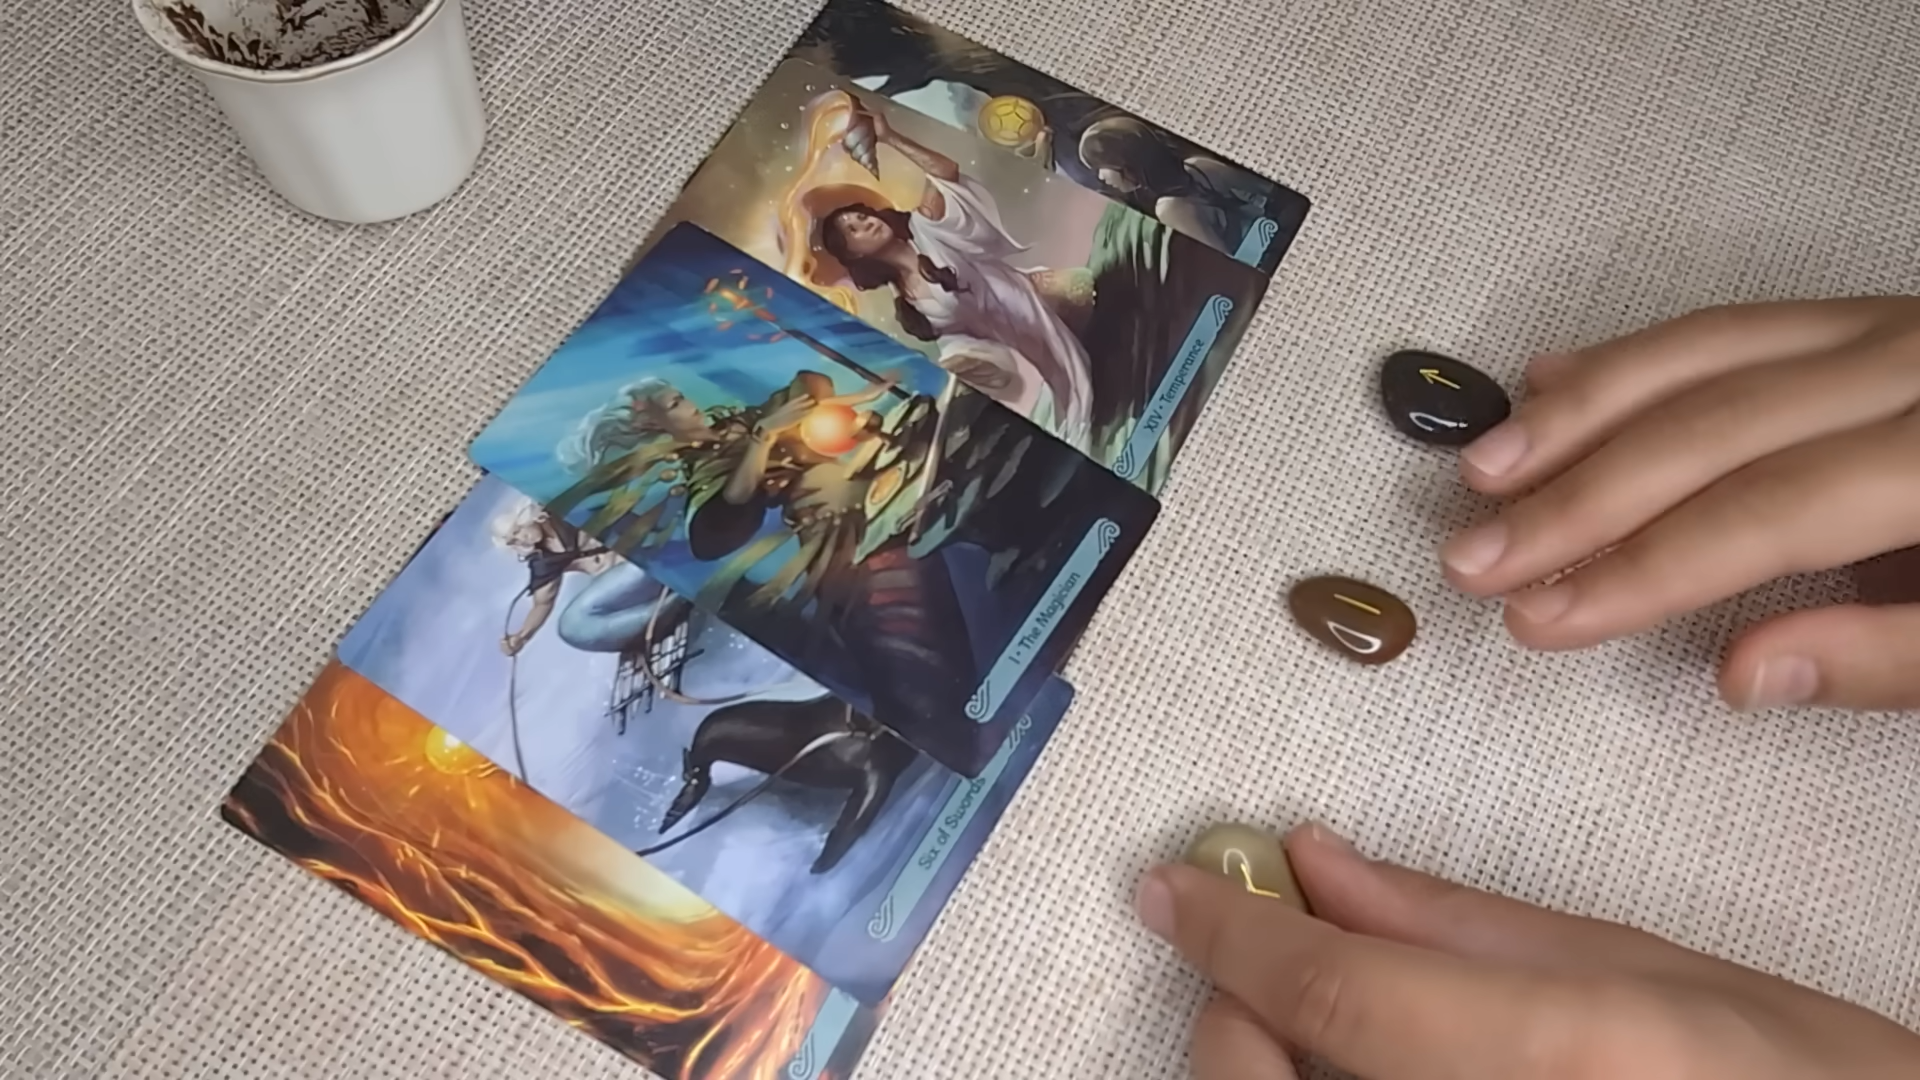 XIV • Temperance
I • The Magician
Six of Swords